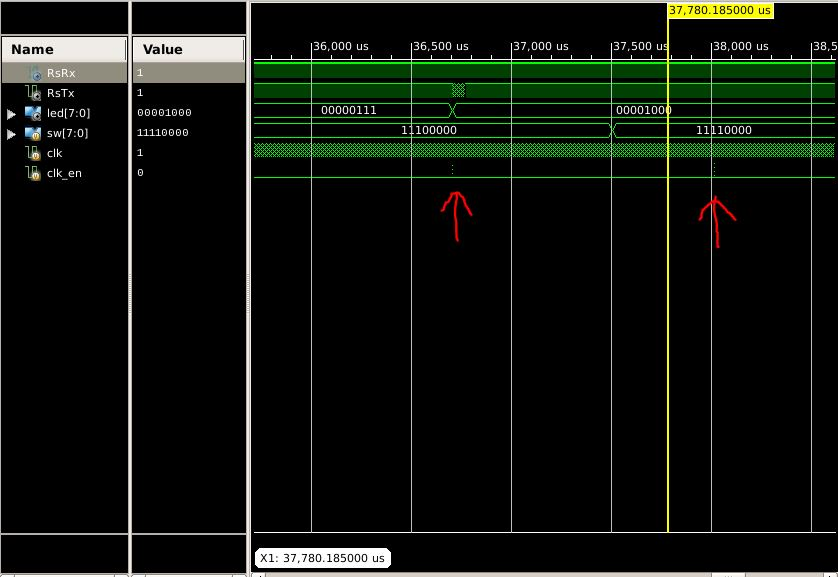 37,780.185000 us
Name Value
36,000 us 36,500 us 37,000 us 37,500 us 38,000 us 38,5
RsRx 1
RsTx 1
led[7:0] 00001000 00000111 00001000
sw[7:0] 11110000 11100000 11110000
clk 1
clk_en 0
X1: 37,780.185000 us